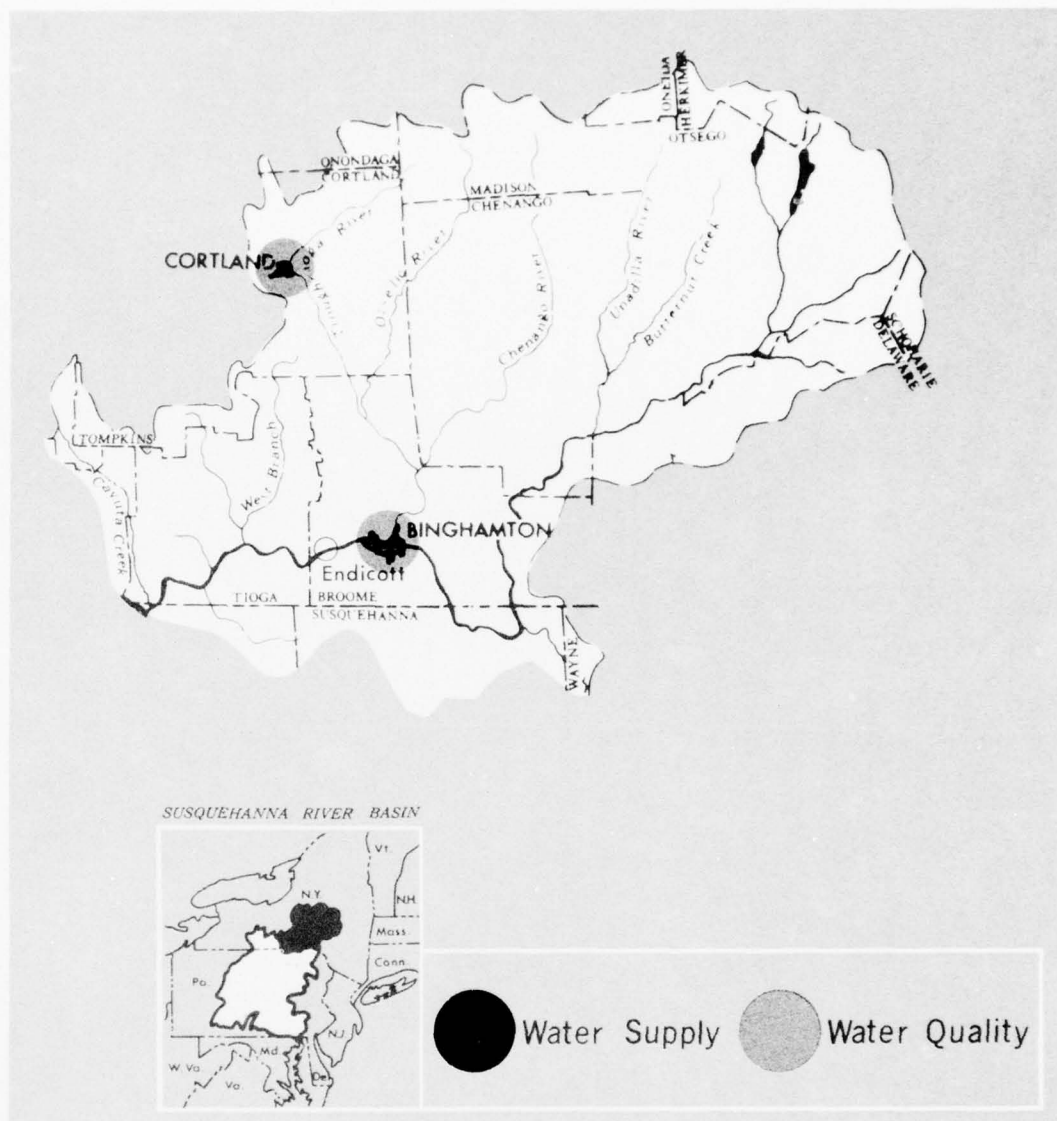 ONEIDA
HERKIMER
OTSEGO
ONONDAGA
CORTLAND
MADISON
CHENANGO
CORTLAND
Tioughnioga River
Otselic River
Chenango River
Unadilla River
Butternut Creek
SCHOHARIE
DELAWARE
TOMPKINS
Cayuta Creek
West Branch
BINGHAMTON
Endicott
TIOGA
BROOME
SUSQUEHANNA
WAYNE
SUSQUEHANNA RIVER BASIN
Vt.
N.Y.
N.H.
Mass.
Conn.
Pa.
N.J.
Md.
W.Va.
Va.
De.
Water Supply
Water Quality